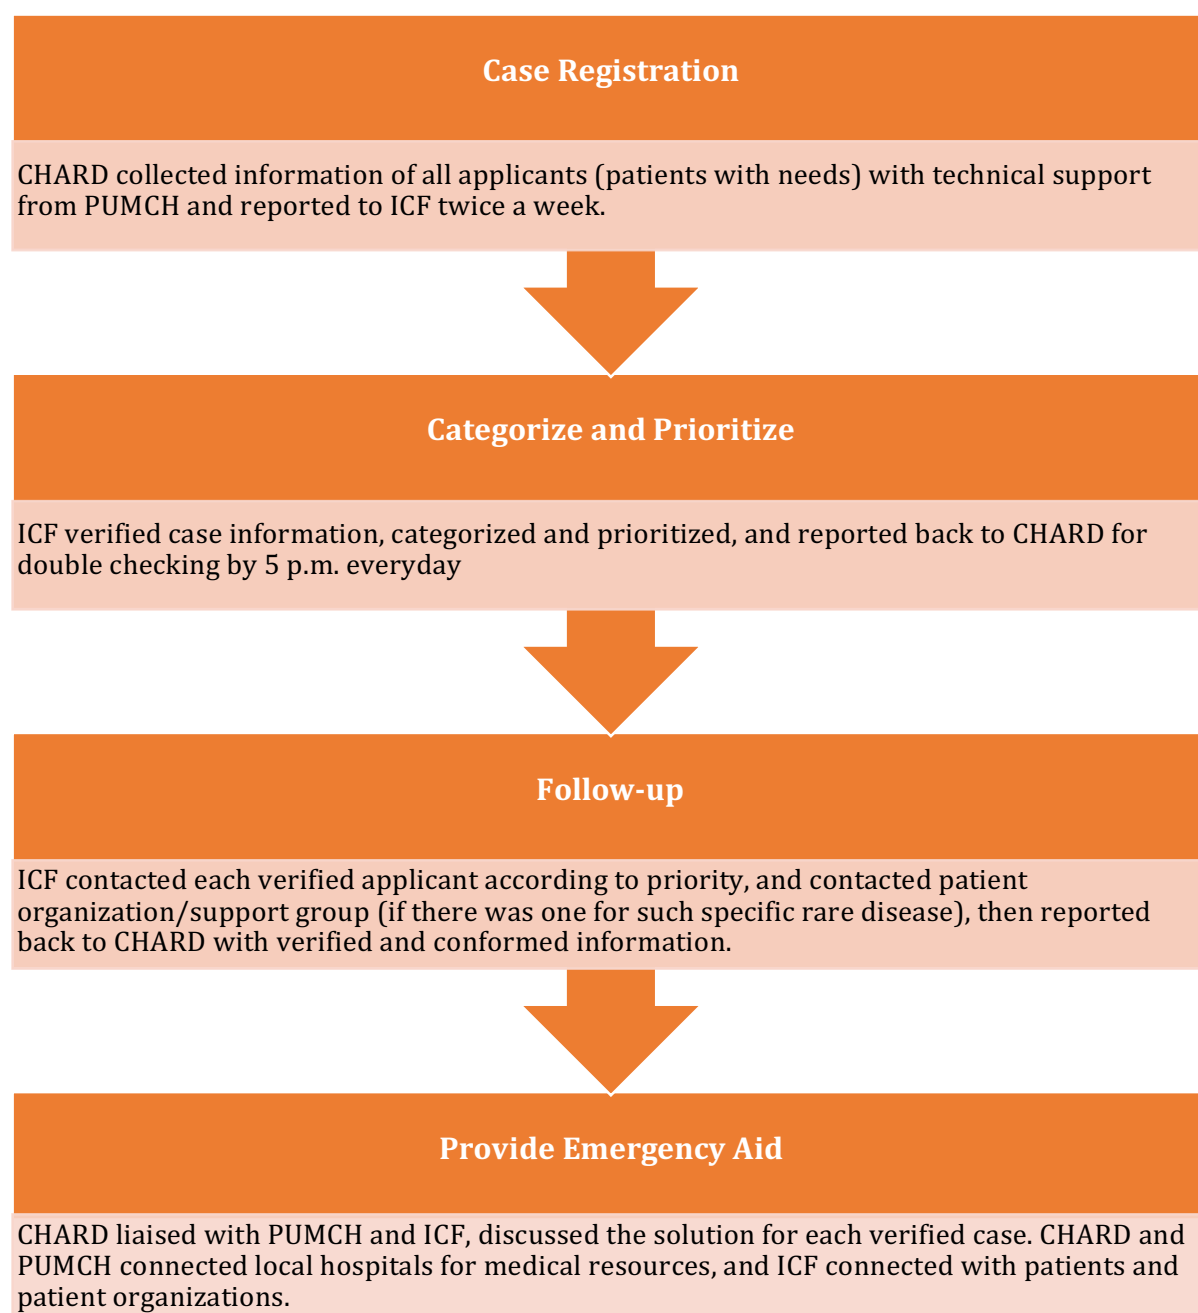 Case Registration
CHARD collected information of all applicants (patients with needs) with technical support
from PUMCH and reported to ICF twice a week.
Categorize and Prioritize
ICF verified case information, categorized and prioritized, and reported back to CHARD for
double checking by 5 p.m. everyday
Follow-up
ICF contacted each verified applicant according to priority, and contacted patient
organization/support group (if there was one for such specific rare disease), then reported
back to CHARD with verified and conformed information.
Provide Emergency Aid
CHARD liaised with PUMCH and ICF, discussed the solution for each verified case. CHARD and
PUMCH connected local hospitals for medical resources, and ICF connected with patients and
patient organizations.